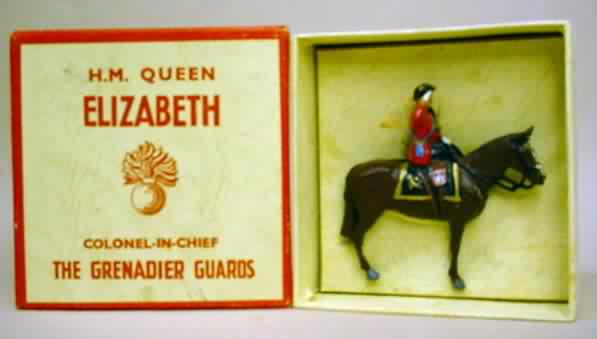 H.M. QUEEN
ELIZABETH
COLONEL-IN-CHIEF
THE GRENADIER GUARDS